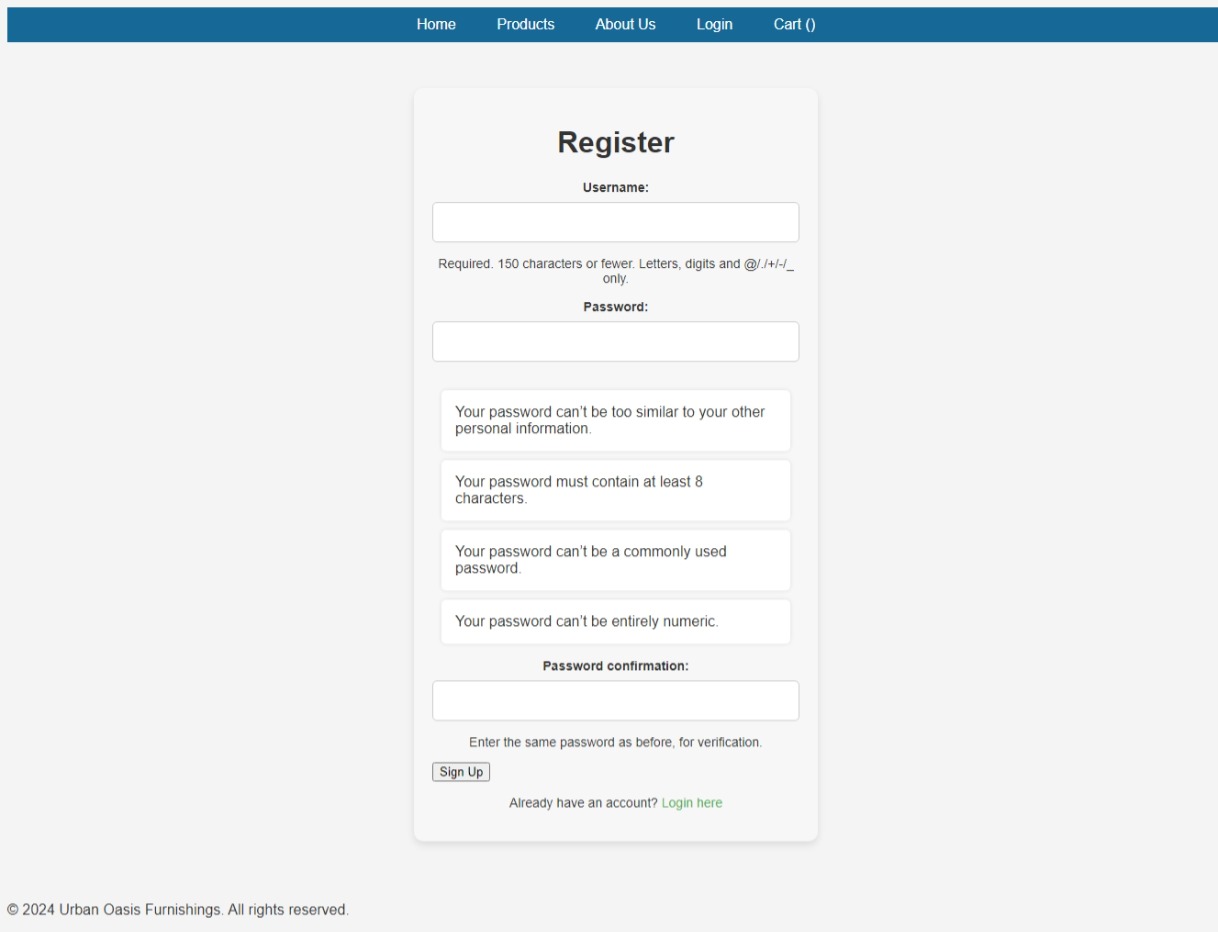 Home Products About Us Login Cart ()
Register
Username:
Required. 150 characters or fewer. Letters, digits and @/./+/-/_
only.
Password:
Your password can’t be too similar to your other
personal information.
Your password must contain at least 8
characters.
Your password can’t be a commonly used
password.
Your password can’t be entirely numeric.
Password confirmation:
Enter the same password as before, for verification.
Sign Up
Already have an account? Login here
© 2024 Urban Oasis Furnishings. All rights reserved.